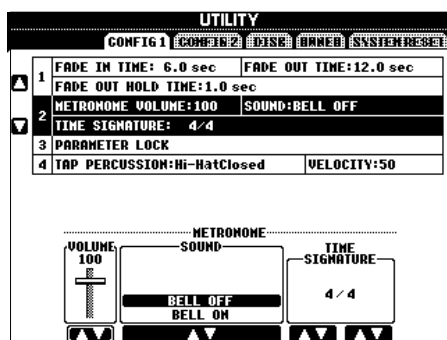 UTILITY
CONFIG 1 CONFIG 2 DISK OWNER SYSTEM RESET
1 FADE IN TIME: 6.0 sec FADE OUT TIME:12.0 sec
FADE OUT HOLD TIME:1.0 sec
2 METRONOME VOLUME:100 SOUND:BELL OFF
TIME SIGNATURE: 4/4
3 PARAMETER LOCK
4 TAP PERCUSSION:Hi-HatClosed VELOCITY:50
METRONOME
VOLUME SOUND TIME SIGNATURE
100
4/4
BELL OFF
BELL ON